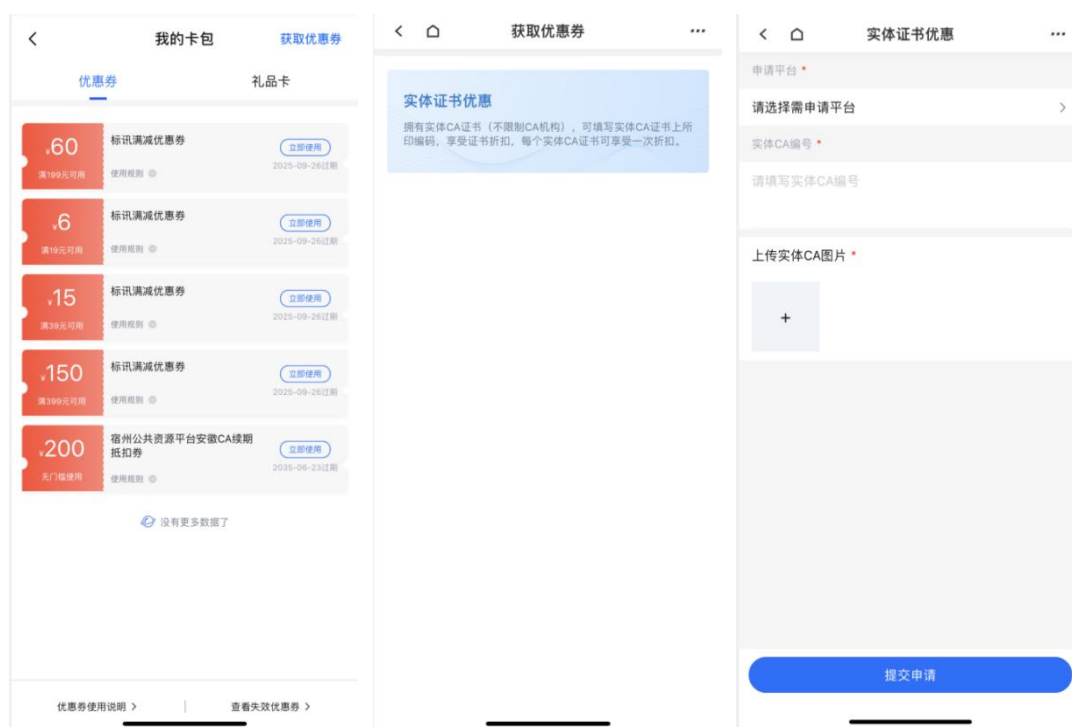 我的卡包
获取优惠券
优惠券
礼品卡
¥60
满199元可用
标讯满减优惠券
使用规则
立即使用
2025-09-26过期
¥6
满19元可用
标讯满减优惠券
使用规则
立即使用
2025-09-26过期
¥15
满39元可用
标讯满减优惠券
使用规则
立即使用
2025-09-26过期
¥150
满399元可用
标讯满减优惠券
使用规则
立即使用
2025-09-26过期
¥200
无门槛使用
宿州公共资源平台安徽CA续期
抵扣券
使用规则
立即使用
2035-06-23过期
没有更多数据了
优惠券使用说明
查看失效优惠券
获取优惠券
实体证书优惠
拥有实体CA证书（不限制CA机构），可填写实体CA证书上所
印编码，享受证书折扣，每个实体CA证书可享受一次折扣。
实体证书优惠
申请平台 *
请选择需申请平台
实体CA编号 *
请填写实体CA编号
上传实体CA图片 *
提交申请